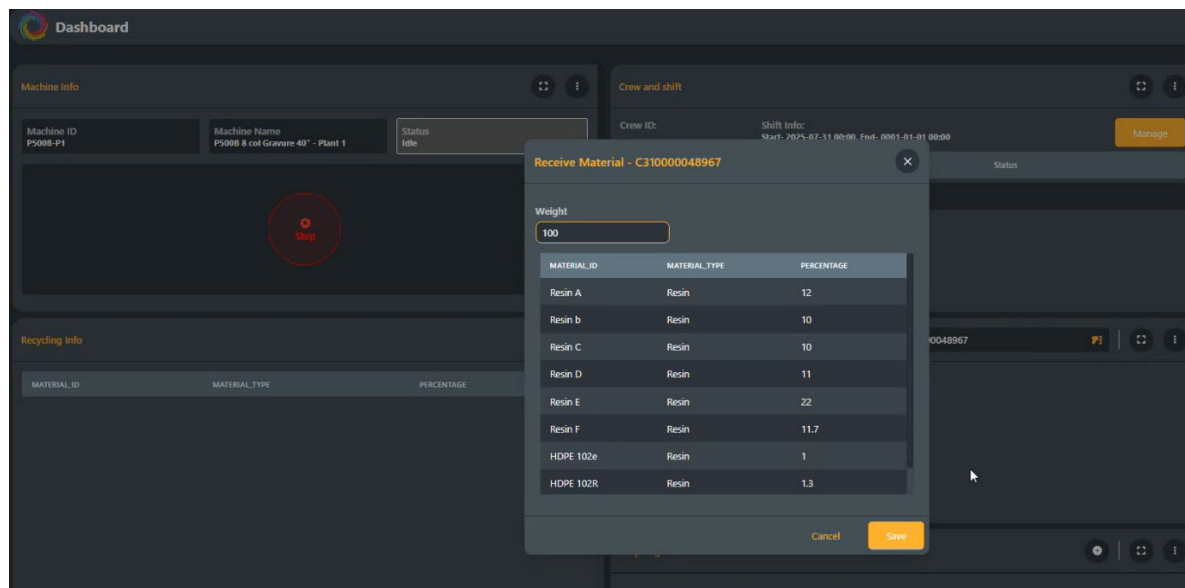 Dashboard
Machine Info
Machine ID
P500B-P1
Machine Name
P500B 8 col Gravure 40" - Plant 1
Status
Idle
Stop
Crew and shift
Crew ID:
Shift Info:
Start- 2025-07-31 00:00, End- 0001-01-01 00:00
Manage
Status
Receive Material - C310000048967
Weight
100
MATERIAL_ID MATERIAL_TYPE PERCENTAGE
Resin A Resin 12
Resin b Resin 10
Resin C Resin 10
Resin D Resin 11
Resin E Resin 22
Resin F Resin 11.7
HDPE 102e Resin 1
HDPE 102R Resin 1.3
Cancel Save
Recycling Info
MATERIAL_ID MATERIAL_TYPE PERCENTAGE
00048967